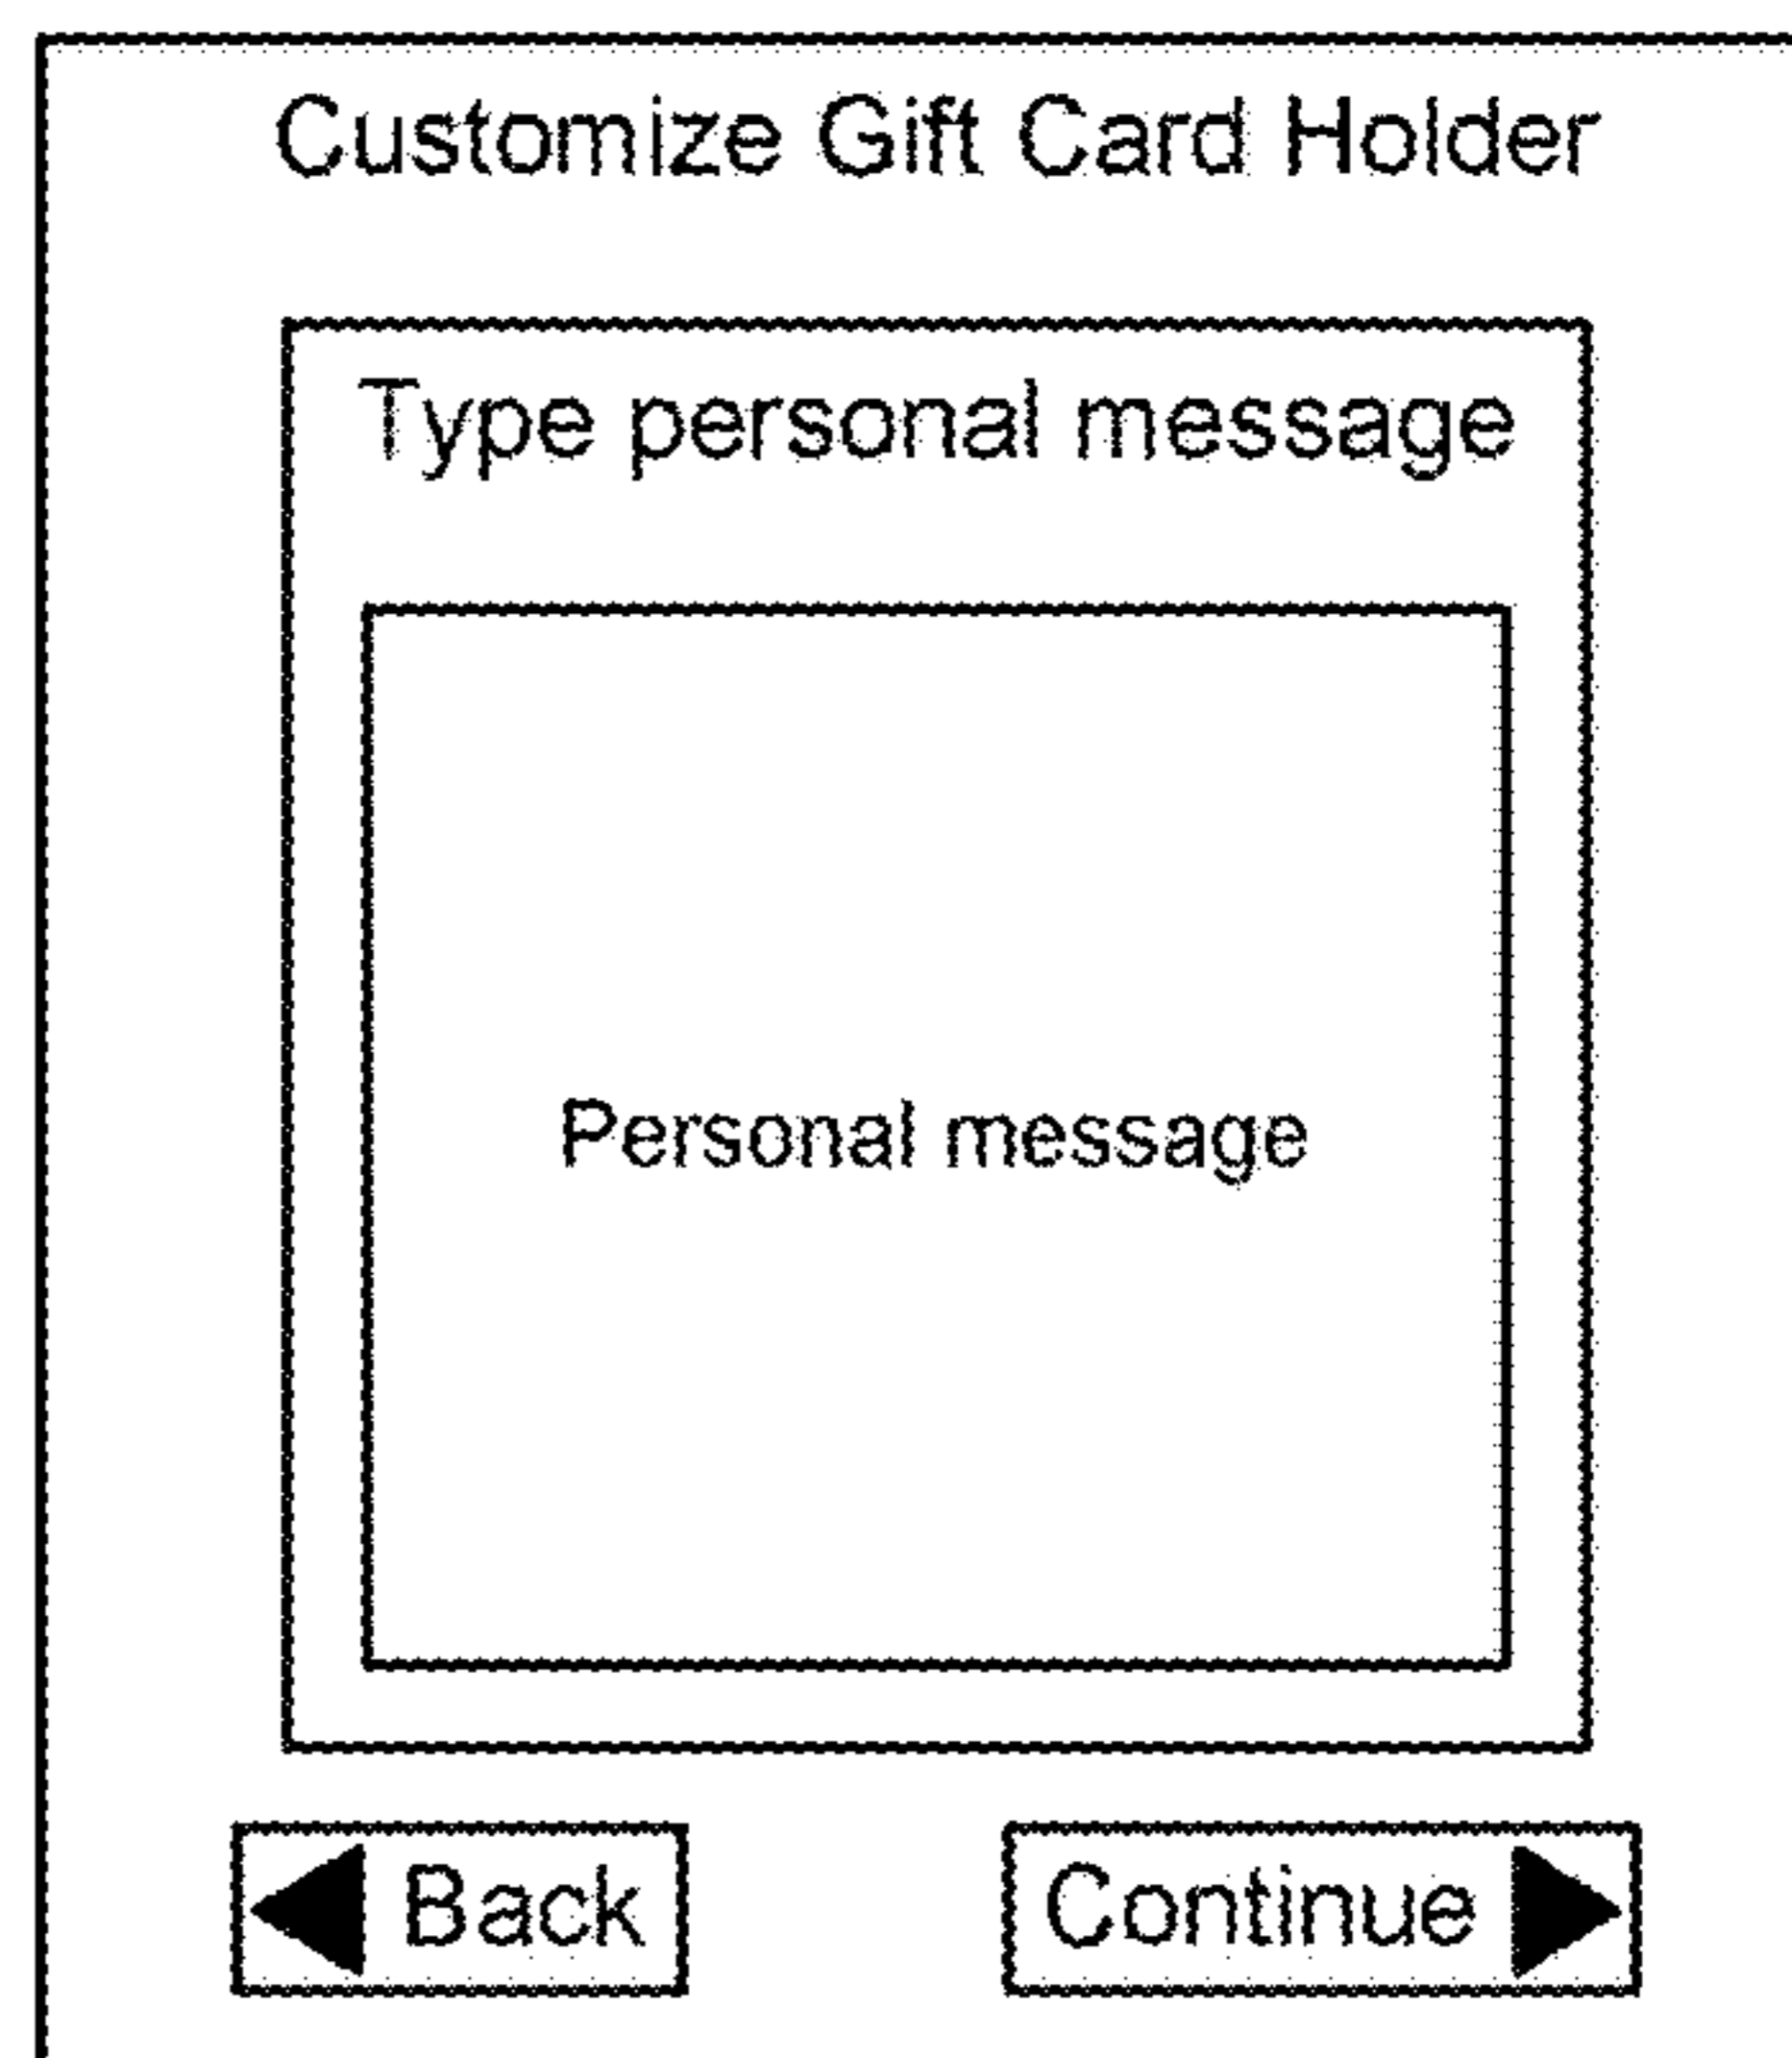 Customize Gift Card Holder
Type personal message
Personal message
Back
Continue